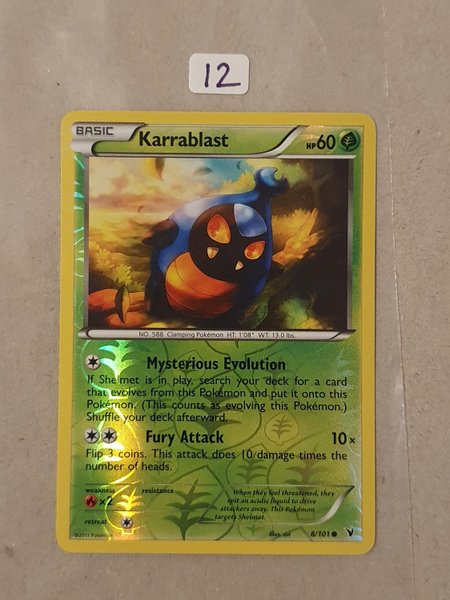 12
BASIC Karrablast HP60
NO. 588 Clamping Pokémon. HT: 1'08" WT: 13.0 lbs.
Mysterious Evolution
If Shelmet is in play, search your deck for a card
that evolves from this Pokémon and put it onto this
Pokémon. (This counts as evolving this Pokémon.)
Shuffle your deck afterward.
Fury Attack 10×
Flip 3 coins. This attack does 10 damage times the
number of heads.
weakness resistance
×2
retreat
When they feel threatened, they
spit an acidic liquid to drive
attackers away. This Pokémon
targets Shelmet.
©2011 Pokémon
8/101